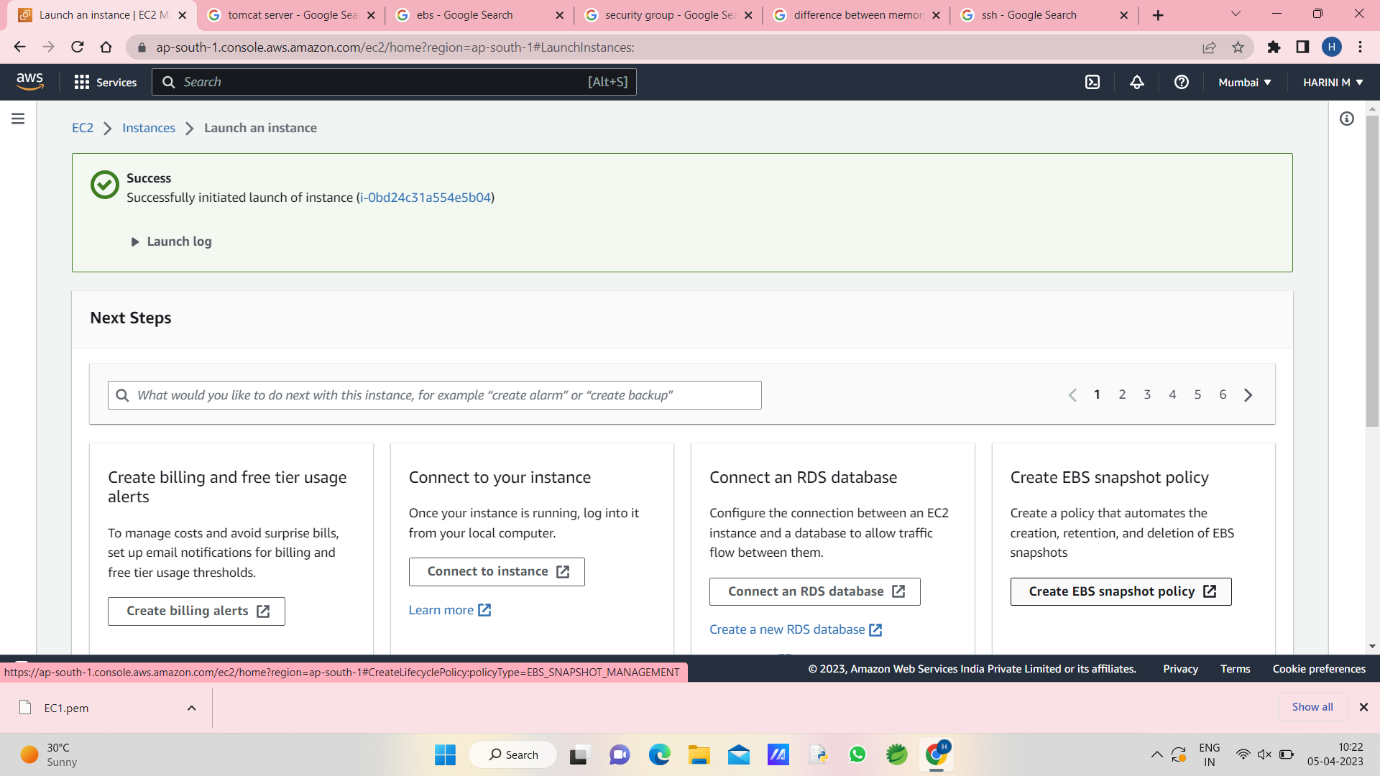 Launch an instance | EC2 M
tomcat server - Google Sea
ebs - Google Search
security group - Google Sea
difference between memor
ssh - Google Search
ap-south-1.console.aws.amazon.com/ec2/home?region=ap-south-1#LaunchInstances:
H
aws
Services
Search
[Alt+S]
Mumbai
HARINI M
EC2
Instances
Launch an instance
Success
Successfully initiated launch of instance (i-0bd24c31a554e5b04)
Launch log
Next Steps
What would you like to do next with this instance, for example “create alarm” or “create backup”
1 2 3 4 5 6
Create billing and free tier usage
alerts
To manage costs and avoid surprise bills,
set up email notifications for billing and
free tier usage thresholds.
Create billing alerts
Connect to your instance
Once your instance is running, log into it
from your local computer.
Connect to instance
Learn more
Connect an RDS database
Configure the connection between an EC2
instance and a database to allow traffic
flow between them.
Connect an RDS database
Create a new RDS database
Create EBS snapshot policy
Create a policy that automates the
creation, retention, and deletion of EBS
snapshots
Create EBS snapshot policy
https://ap-south-1.console.aws.amazon.com/ec2/home?region=ap-south-1#CreateLifecyclePolicy:policyType=EBS_SNAPSHOT_MANAGEMENT
© 2023, Amazon Web Services India Private Limited or its affiliates.
Privacy
Terms
Cookie preferences
EC1.pem
Show all
30°C
Sunny
Search
H
ENG
IN
10:22
05-04-2023